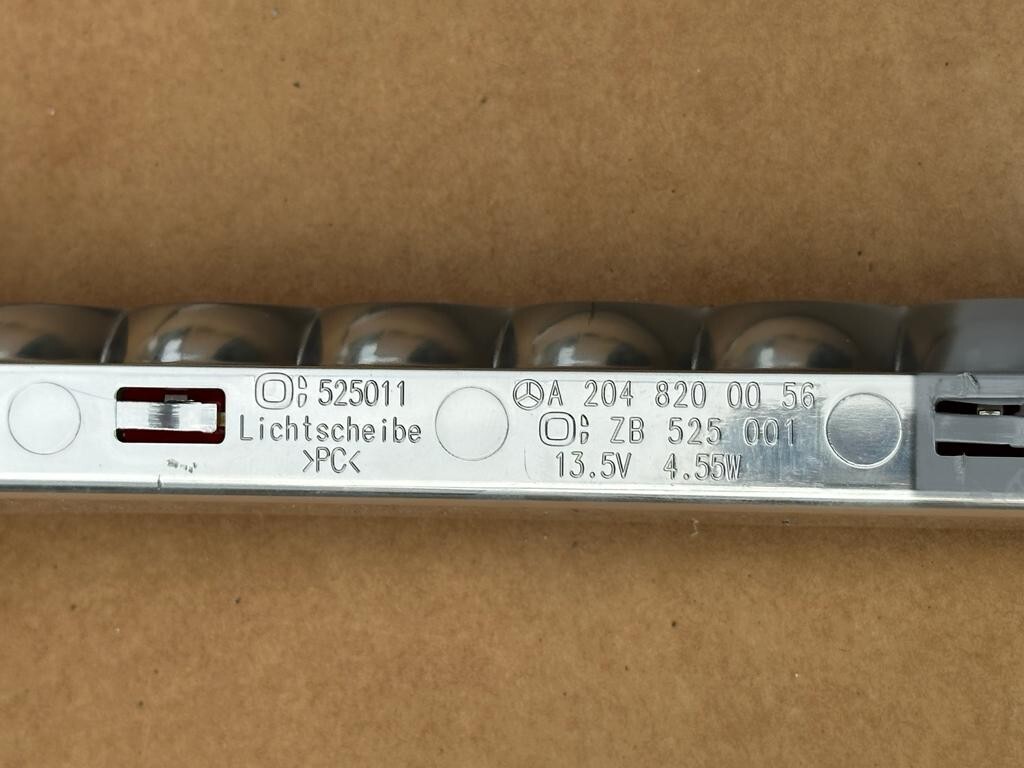 525011
Lichtscheibe
>PC<
A 204 820 00 56
ZB 525 001
13.5V 4.55W